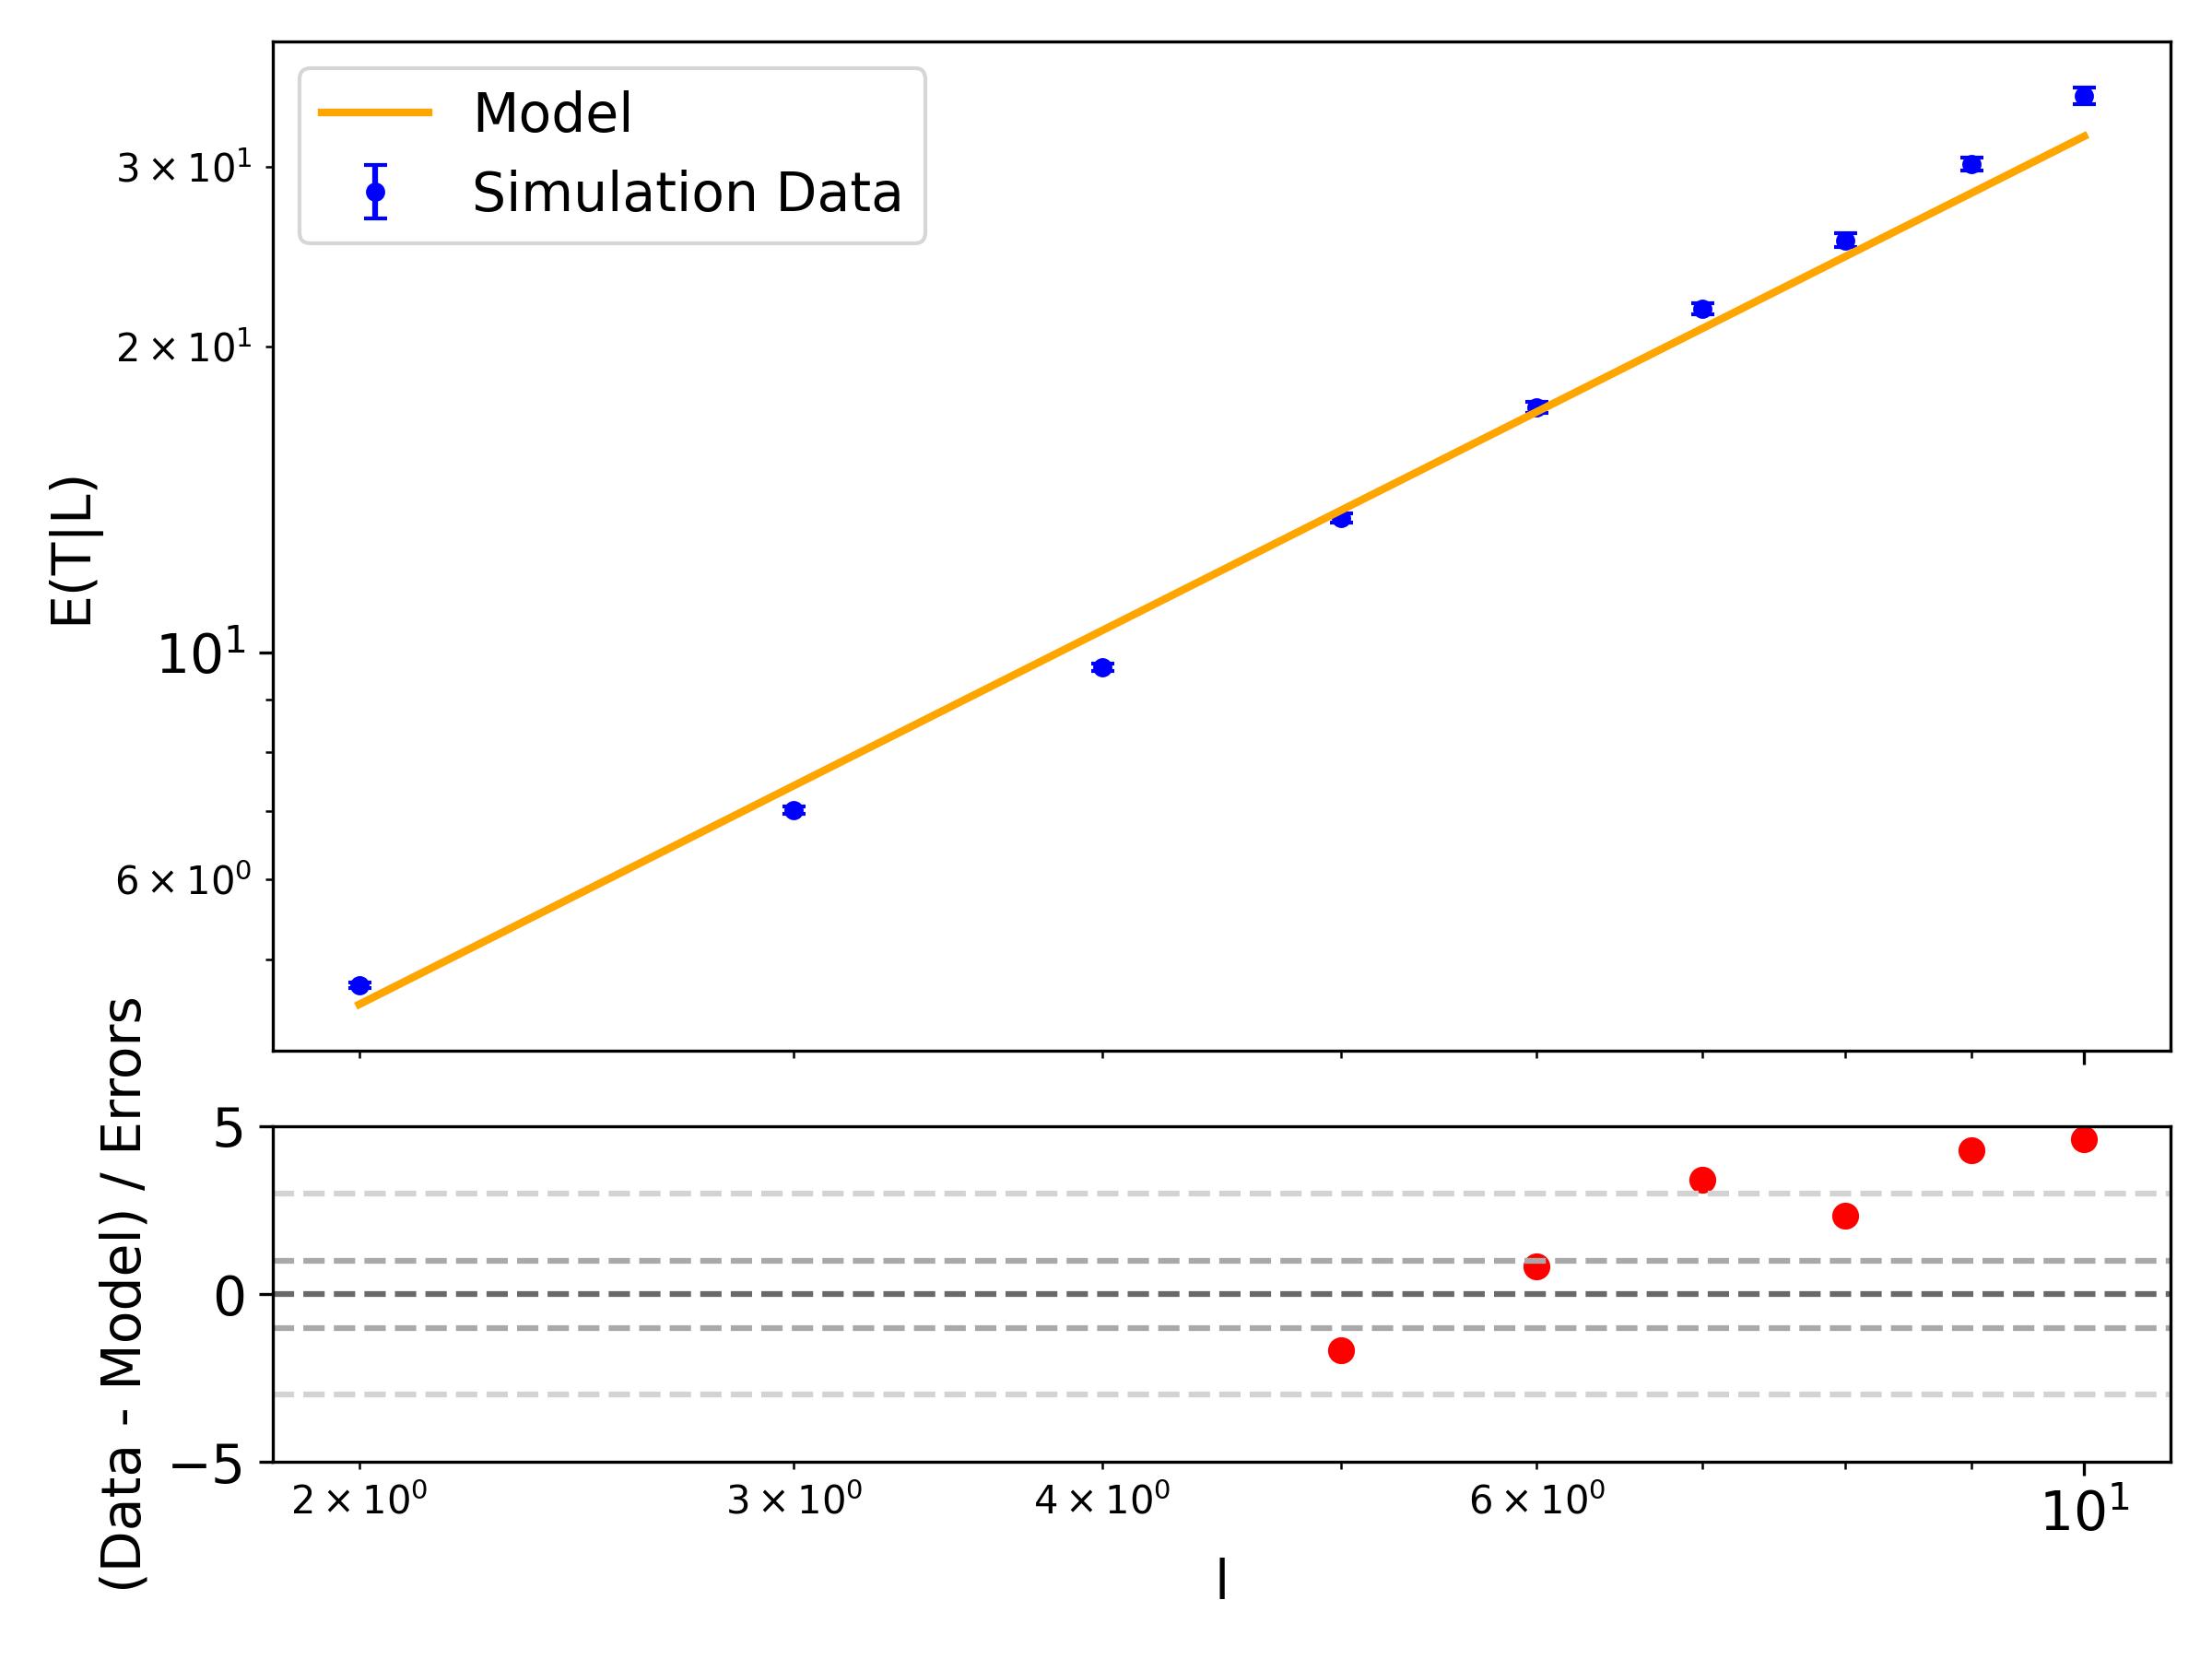 Model
Simulation Data
3 × 10¹
2 × 10¹
10¹
6 × 10⁰
E(T|L)
5
0
−5
(Data - Model) / Errors
2 × 10⁰
3 × 10⁰
4 × 10⁰
6 × 10⁰
10¹
l